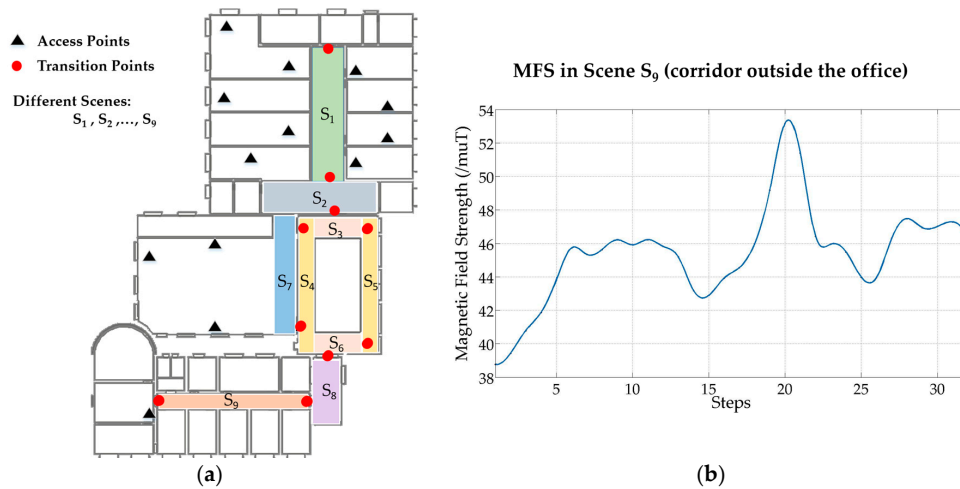 Access Points
Transition Points
Different Scenes:
S₁ , S₂ ,…, S₉
S₁
S₂
S₃
S₄
S₅
S₆
S₇
S₈
S₉
(a)
MFS in Scene S₉ (corridor outside the office)
Magnetic Field Strength (/muT)
54
52
50
48
46
44
42
40
38
5
10
15
20
25
30
Steps
(b)